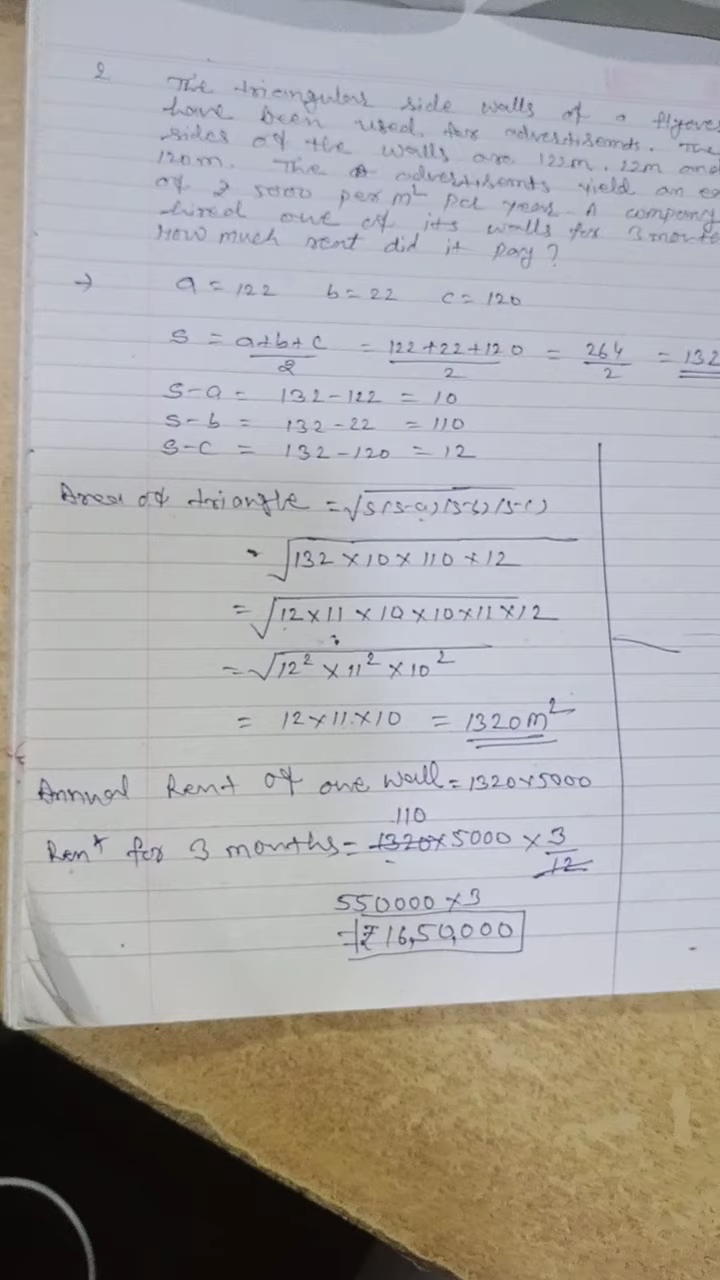 2 The triangular side walls of a flyover
have been used for advertisements. The
sides of the walls are 122m, 22m and
120m. The advertisements yield an ea
of ₹ 5000 per m² per year. A company
hired one of its walls for 3 months
How much rent did it pay?
→ a = 122 b = 22 c = 120
S = a+b+c/2 = 122+22+120/2 = 264/2 = 132
S-a = 132-122 = 10
S-b = 132-22 = 110
S-c = 132-120 = 12
Area of triangle = √S(S-a)(S-b)(S-c)
= √132×10×110×12
= √12×11×10×10×11×12
= √12²×11²×10²
= 12×11×10 = 1320m²
Annual Rent of one wall = 1320×5000
110
Rent for 3 months = 1320×5000×3/12
550000×3
= ₹16,50,000